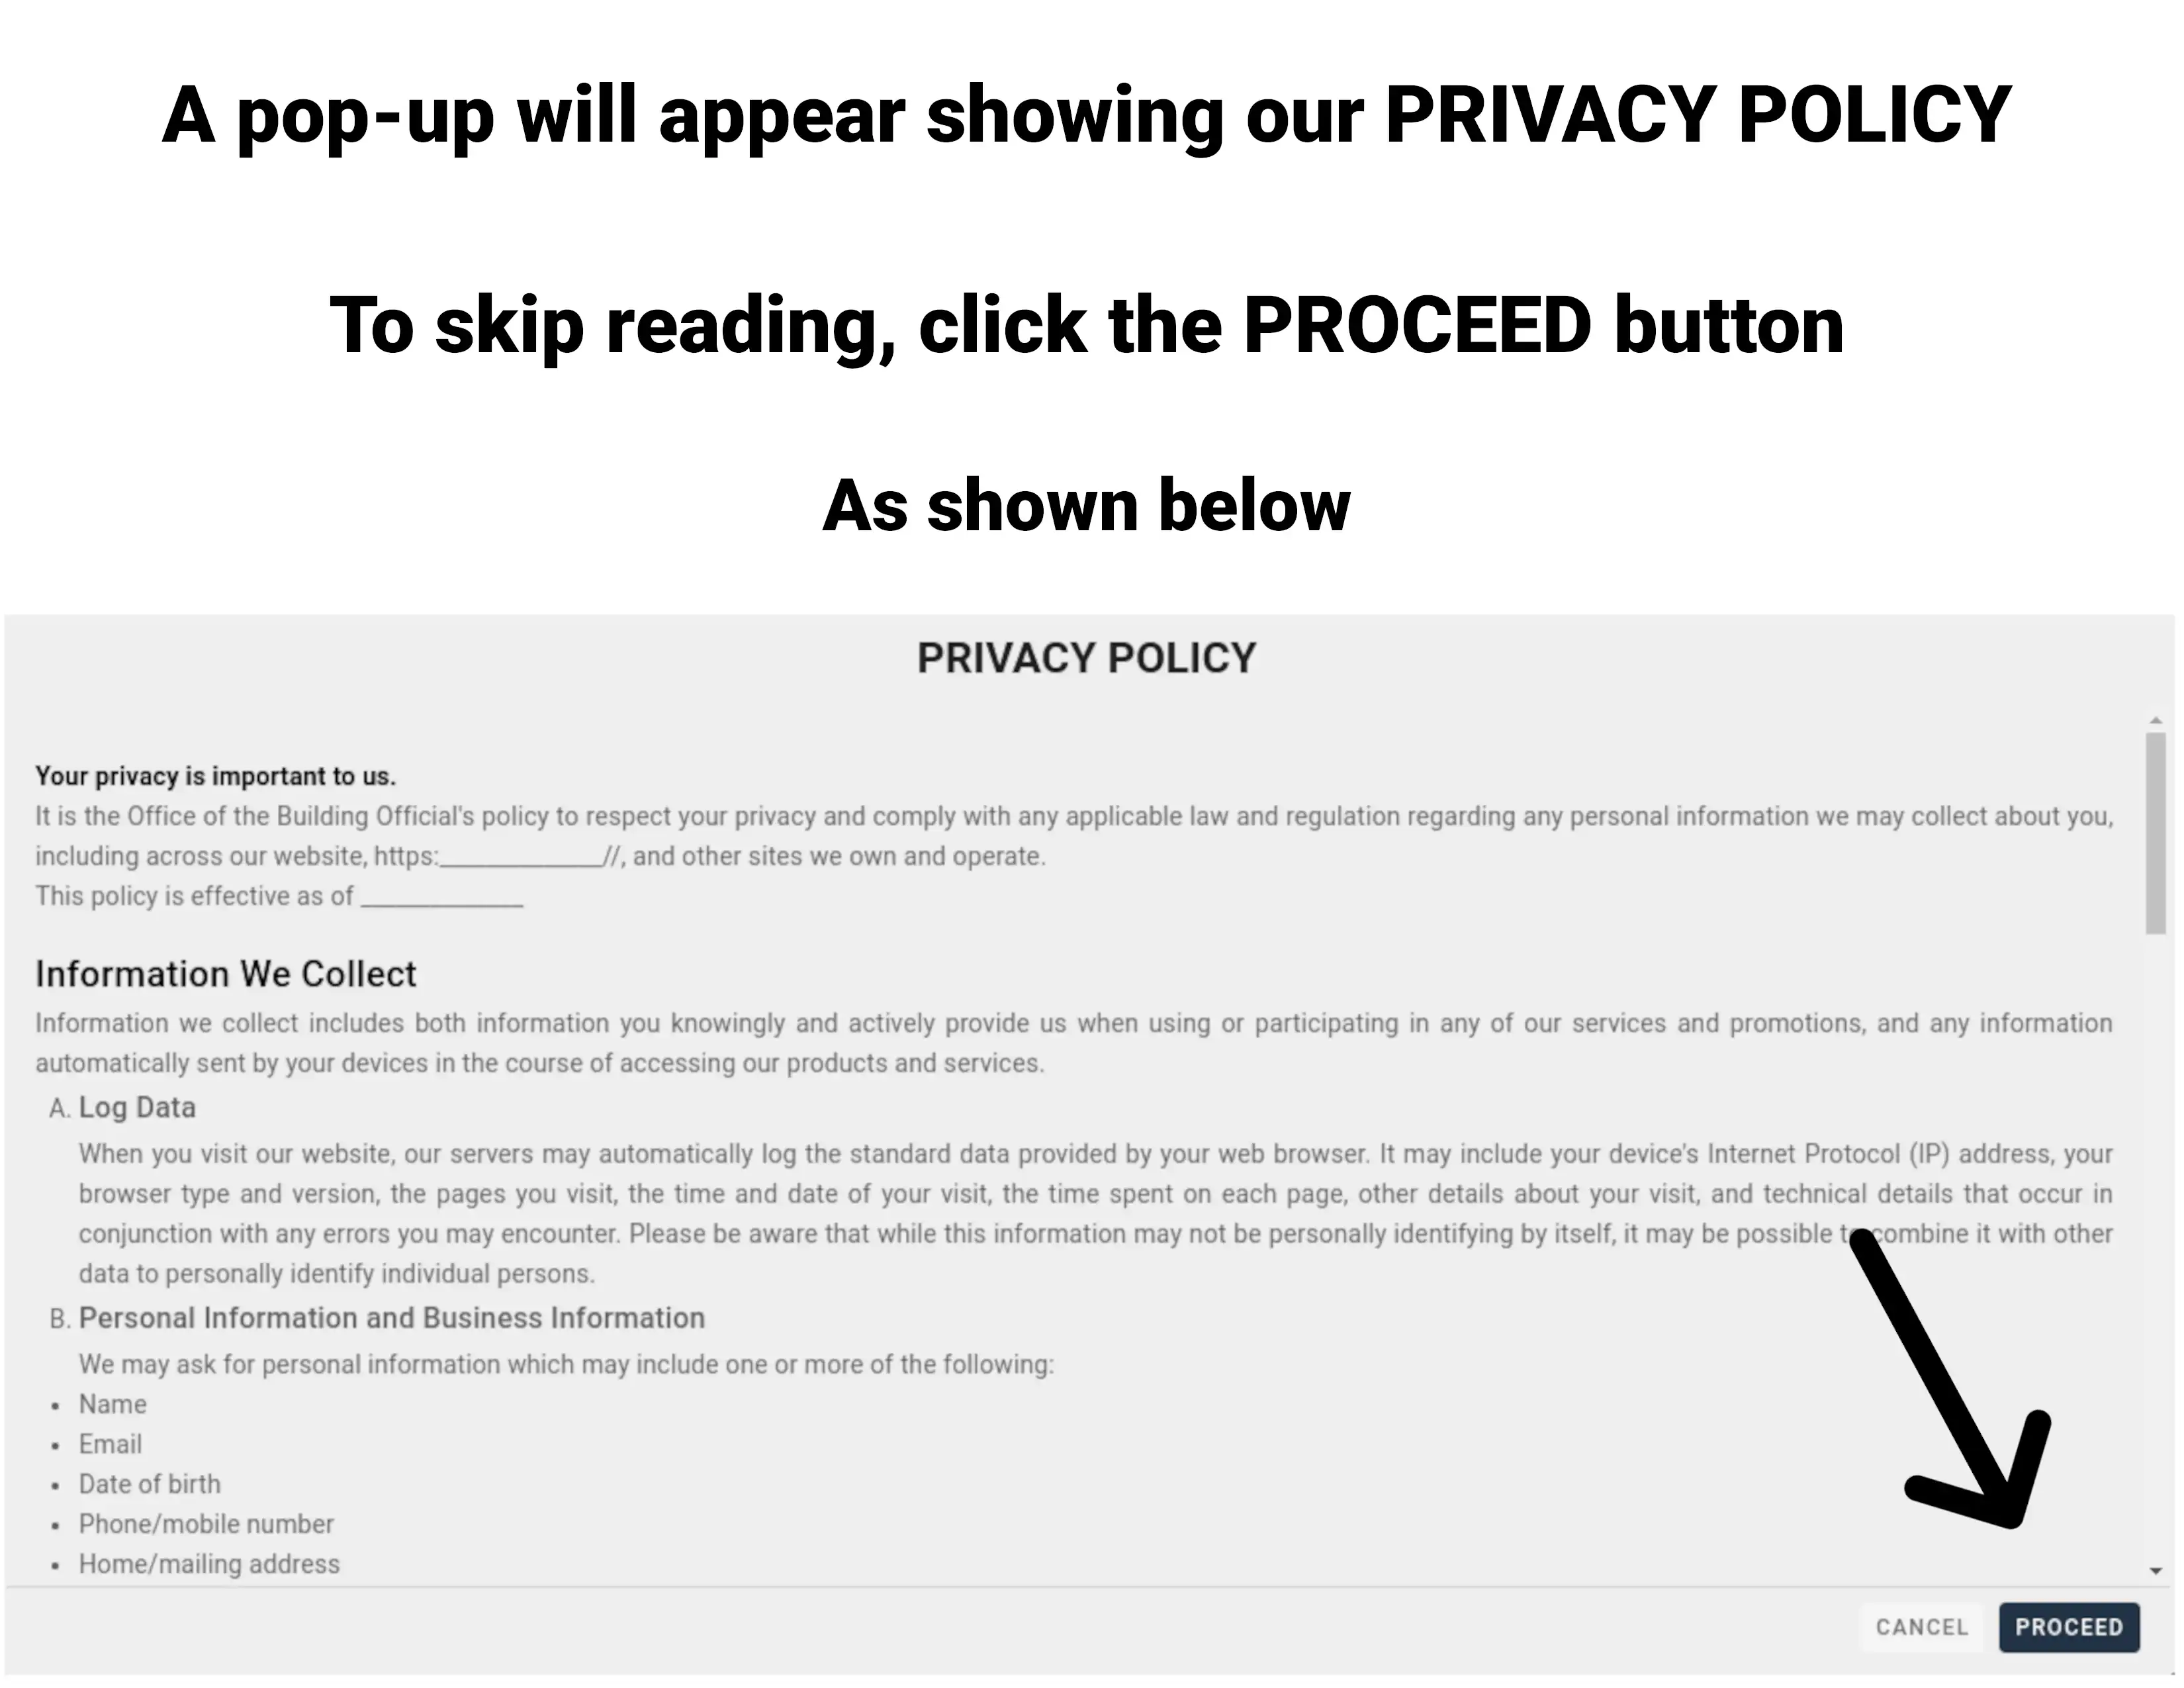 A pop-up will appear showing our PRIVACY POLICY
To skip reading, click the PROCEED button
As shown below
PRIVACY POLICY
Your privacy is important to us.
It is the Office of the Building Official's policy to respect your privacy and comply with any applicable law and regulation regarding any personal information we may collect about you,
including across our website, https:______________//, and other sites we own and operate.
This policy is effective as of ______________
Information We Collect
Information we collect includes both information you knowingly and actively provide us when using or participating in any of our services and promotions, and any information
automatically sent by your devices in the course of accessing our products and services.
A. Log Data
When you visit our website, our servers may automatically log the standard data provided by your web browser. It may include your device's Internet Protocol (IP) address, your
browser type and version, the pages you visit, the time and date of your visit, the time spent on each page, other details about your visit, and technical details that occur in
conjunction with any errors you may encounter. Please be aware that while this information may not be personally identifying by itself, it may be possible to combine it with other
data to personally identify individual persons.
B. Personal Information and Business Information
We may ask for personal information which may include one or more of the following:
• Name
• Email
• Date of birth
• Phone/mobile number
• Home/mailing address
CANCEL PROCEED